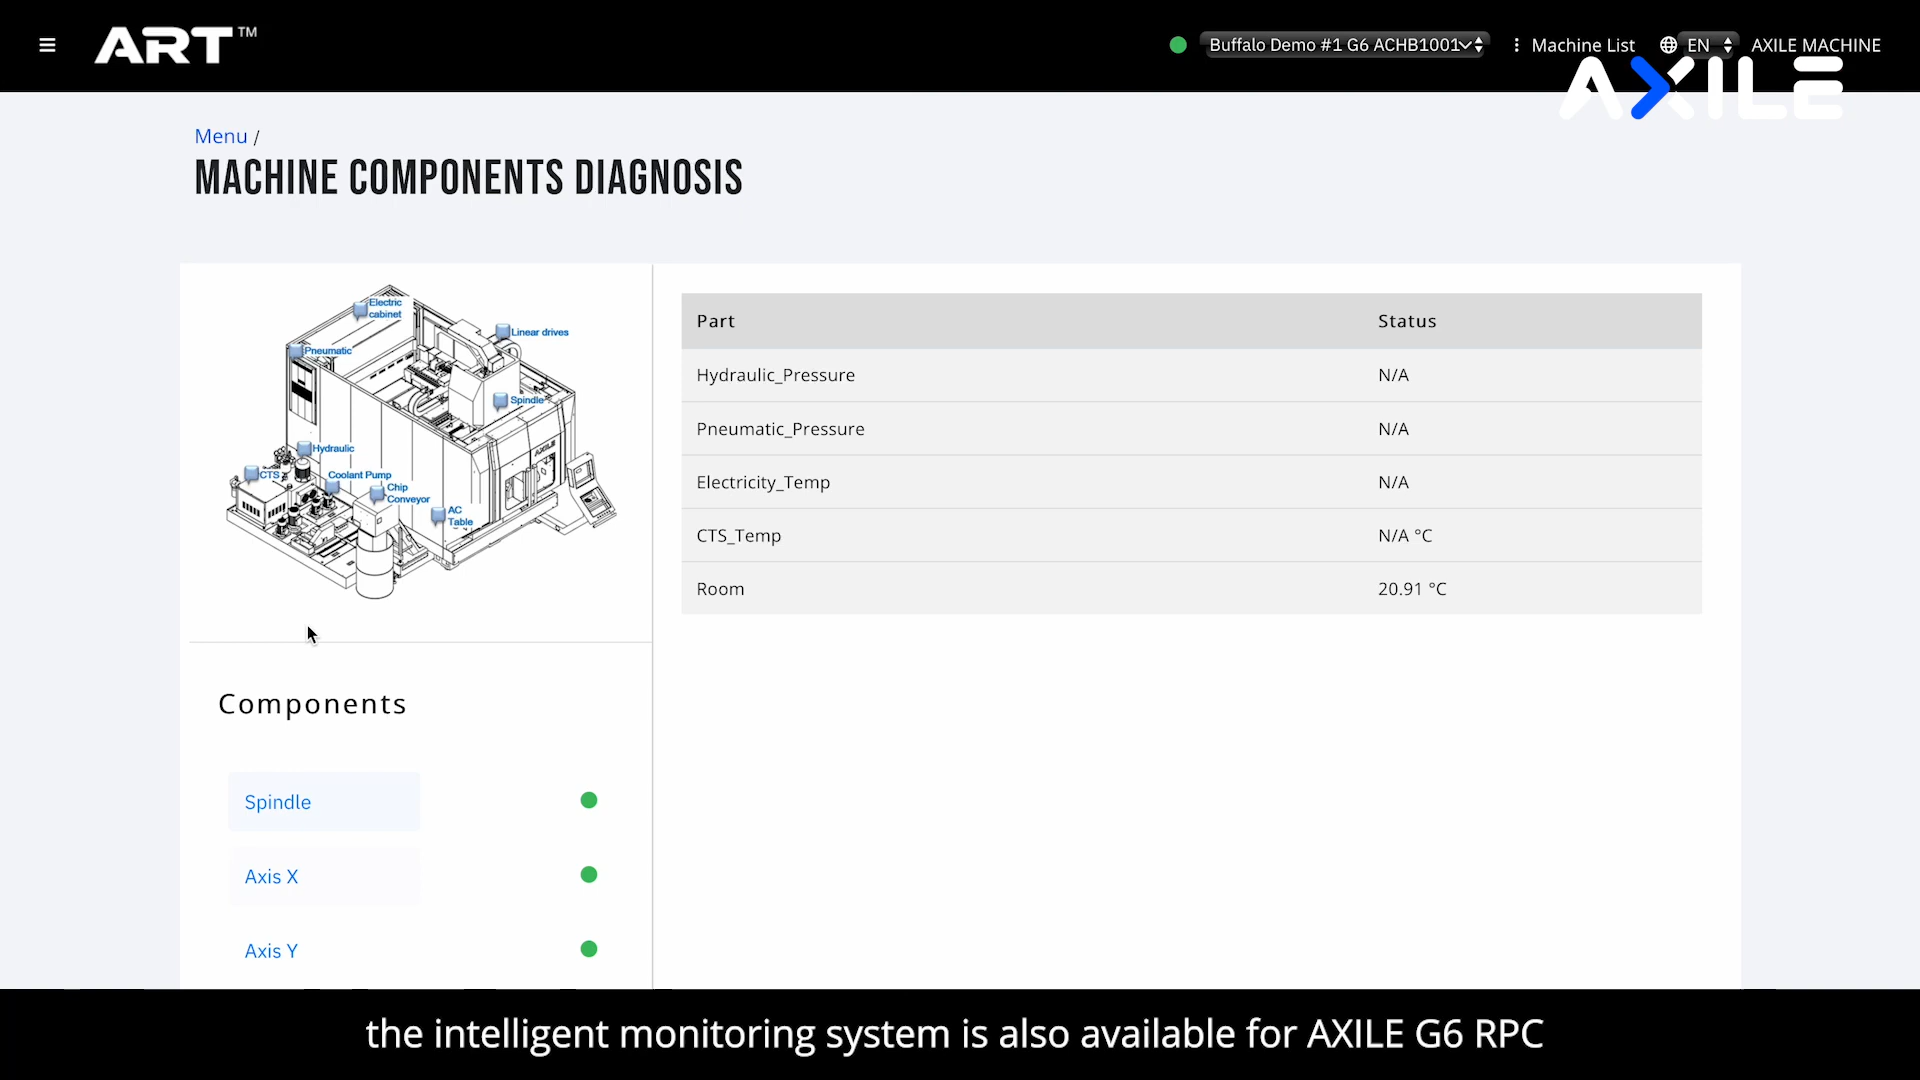 ART™
Buffalo Demo #1 G6 ACHB1001
Machine List
EN
AXILE MACHINE
AXILE
Menu /
MACHINE COMPONENTS DIAGNOSIS
Electric
cabinet
Linear drives
Pneumatic
Spindle
AXILE
Hydraulic
CTS
Coolant Pump
Chip
Conveyor
AC
Table
Part Status
Hydraulic_Pressure N/A
Pneumatic_Pressure N/A
Electricity_Temp N/A
CTS_Temp N/A °C
Room 20.91 °C
Components
Spindle
Axis X
Axis Y
the intelligent monitoring system is also available for AXILE G6 RPC